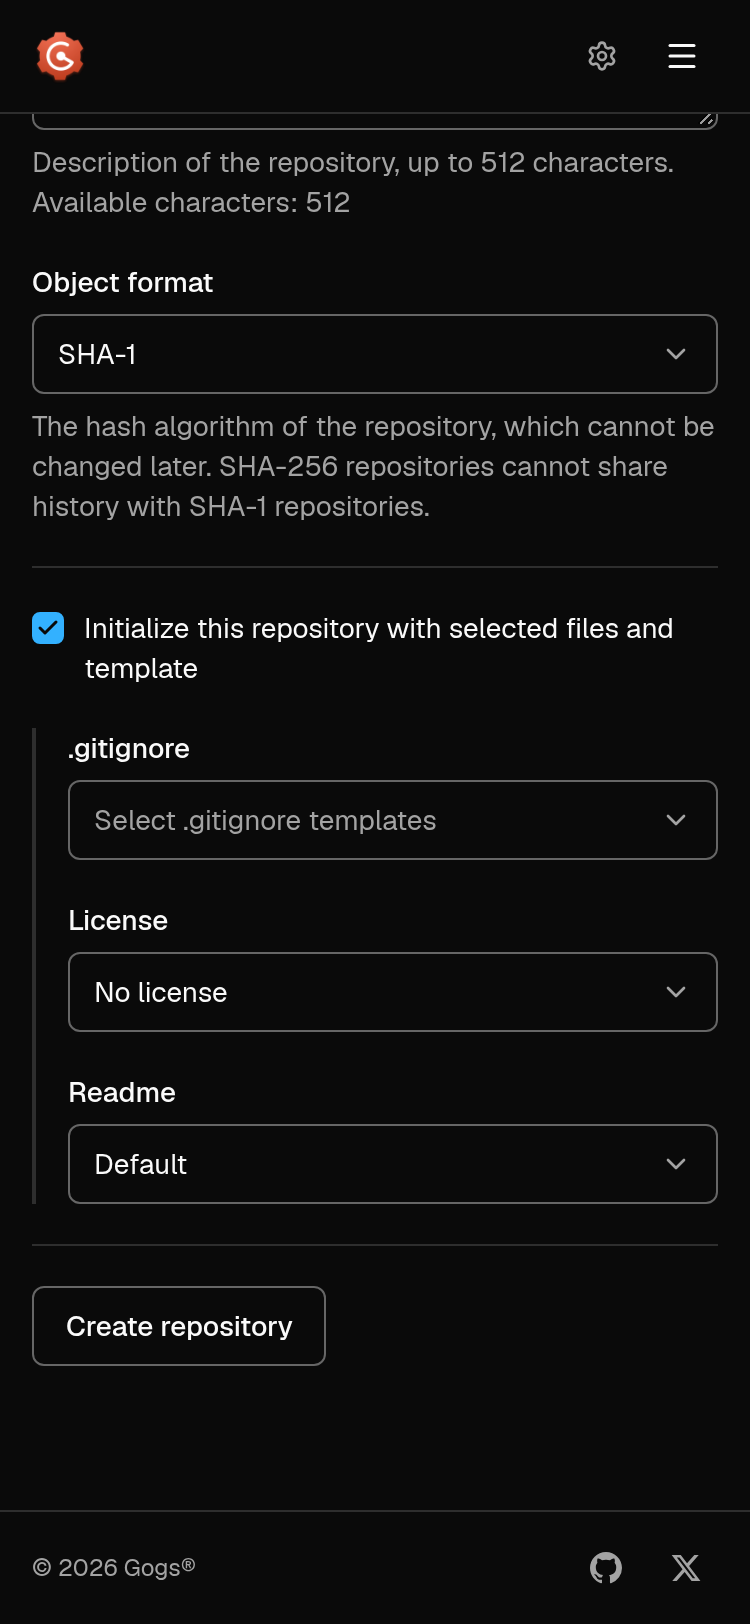 Description of the repository, up to 512 characters.
Available characters: 512
Object format
SHA-1
The hash algorithm of the repository, which cannot be
changed later. SHA-256 repositories cannot share
history with SHA-1 repositories.
Initialize this repository with selected files and
template
.gitignore
Select .gitignore templates
License
No license
Readme
Default
Create repository
© 2026 Gogs®